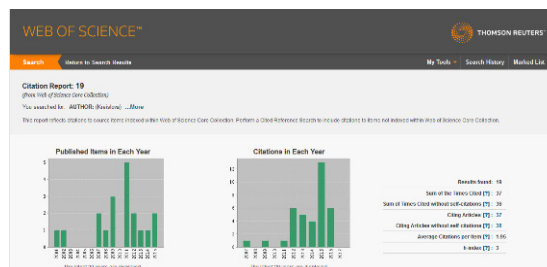 WEB OF SCIENCE™
THOMSON REUTERS™
Search Return to Search Results My Tools Search History Marked List
Citation Report: 19
(from Web of Science Core Collection)
You searched for: AUTHOR: (Kreislow) ...More
This report reflects citations to source items indexed within Web of Science Core Collection. Perform a Cited Reference Search to include citations to items not indexed within Web of Science Core Collection.
Published Items in Each Year
Citations in Each Year
Results found: 19
Sum of the Times Cited [?] : 37
Sum of Times Cited without self-citations [?] :
Citing Articles [?] : 37
Citing Articles without self-citations [?] :
Average Citations per Item [?] : 1.95
h-index [?] : 3